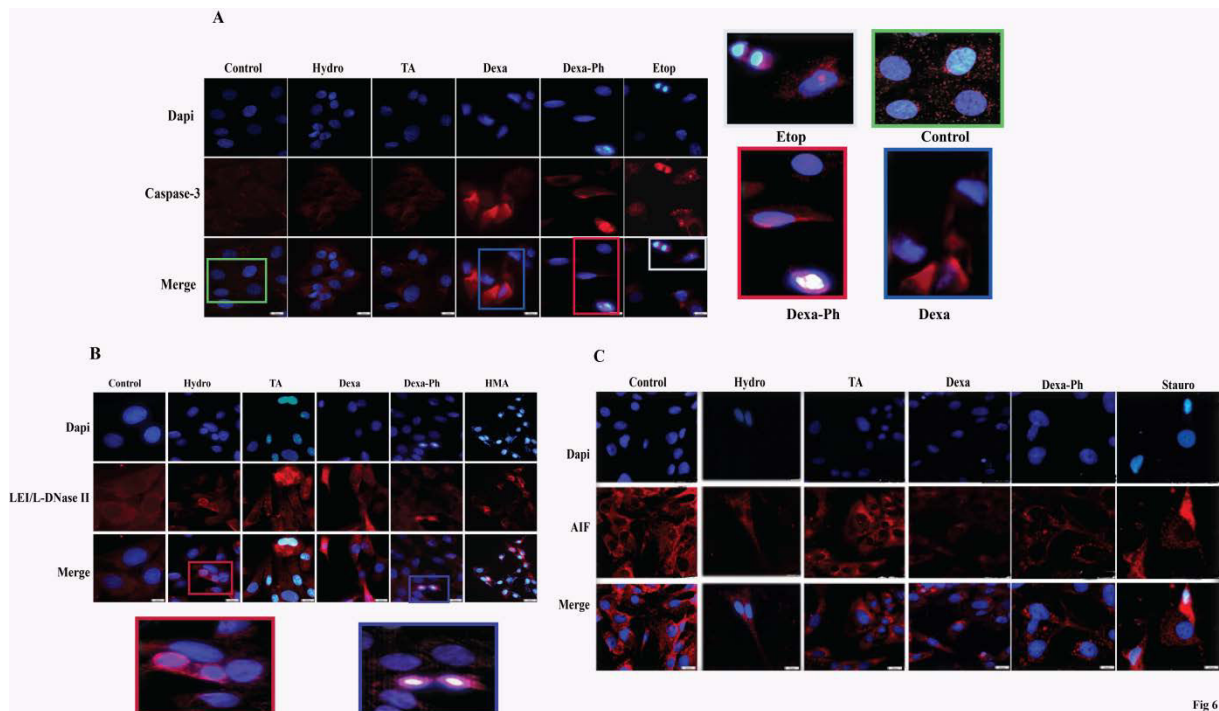 A
Control Hydro TA Dexa Dexa-Ph Etop
Dapi
Caspase-3
Merge
Etop Control
Dexa-Ph Dexa
B
Control Hydro TA Dexa Dexa-Ph HMA
Dapi
LEI/L-DNase II
Merge
C
Control Hydro TA Dexa Dexa-Ph Stauro
Dapi
AIF
Merge
Fig 6